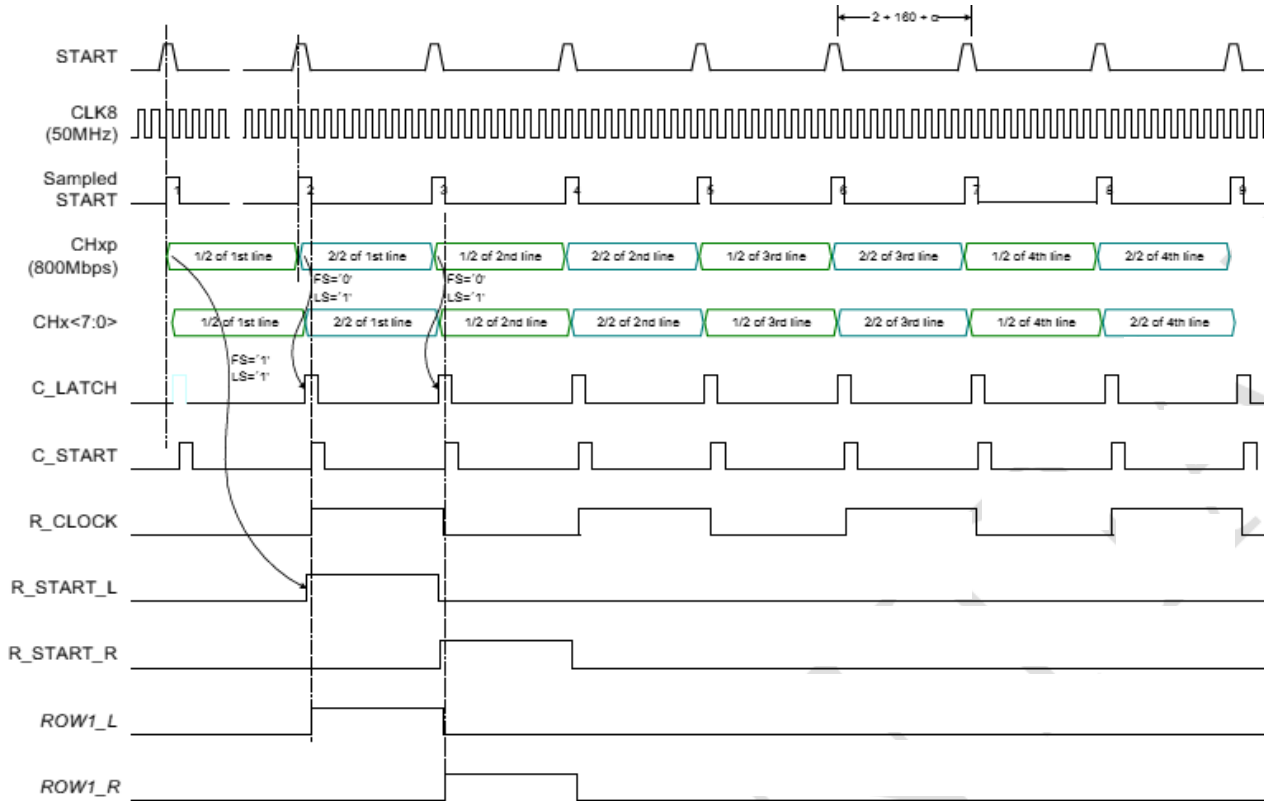 2 + 160 + α
START
CLK8
(50MHz)
Sampled
START
1 2 3 4 5 6 7 8 9
CHxp
(800Mbps)
1/2 of 1st line 2/2 of 1st line 1/2 of 2nd line 2/2 of 2nd line 1/2 of 3rd line 2/2 of 3rd line 1/2 of 4th line 2/2 of 4th line
FS='0' FS='0'
LS='1' LS='1'
CHx<7:0>
1/2 of 1st line 2/2 of 1st line 1/2 of 2nd line 2/2 of 2nd line 1/2 of 3rd line 2/2 of 3rd line 1/2 of 4th line 2/2 of 4th line
FS='1'
LS='1'
C_LATCH
C_START
R_CLOCK
R_START_L
R_START_R
ROW1_L
ROW1_R